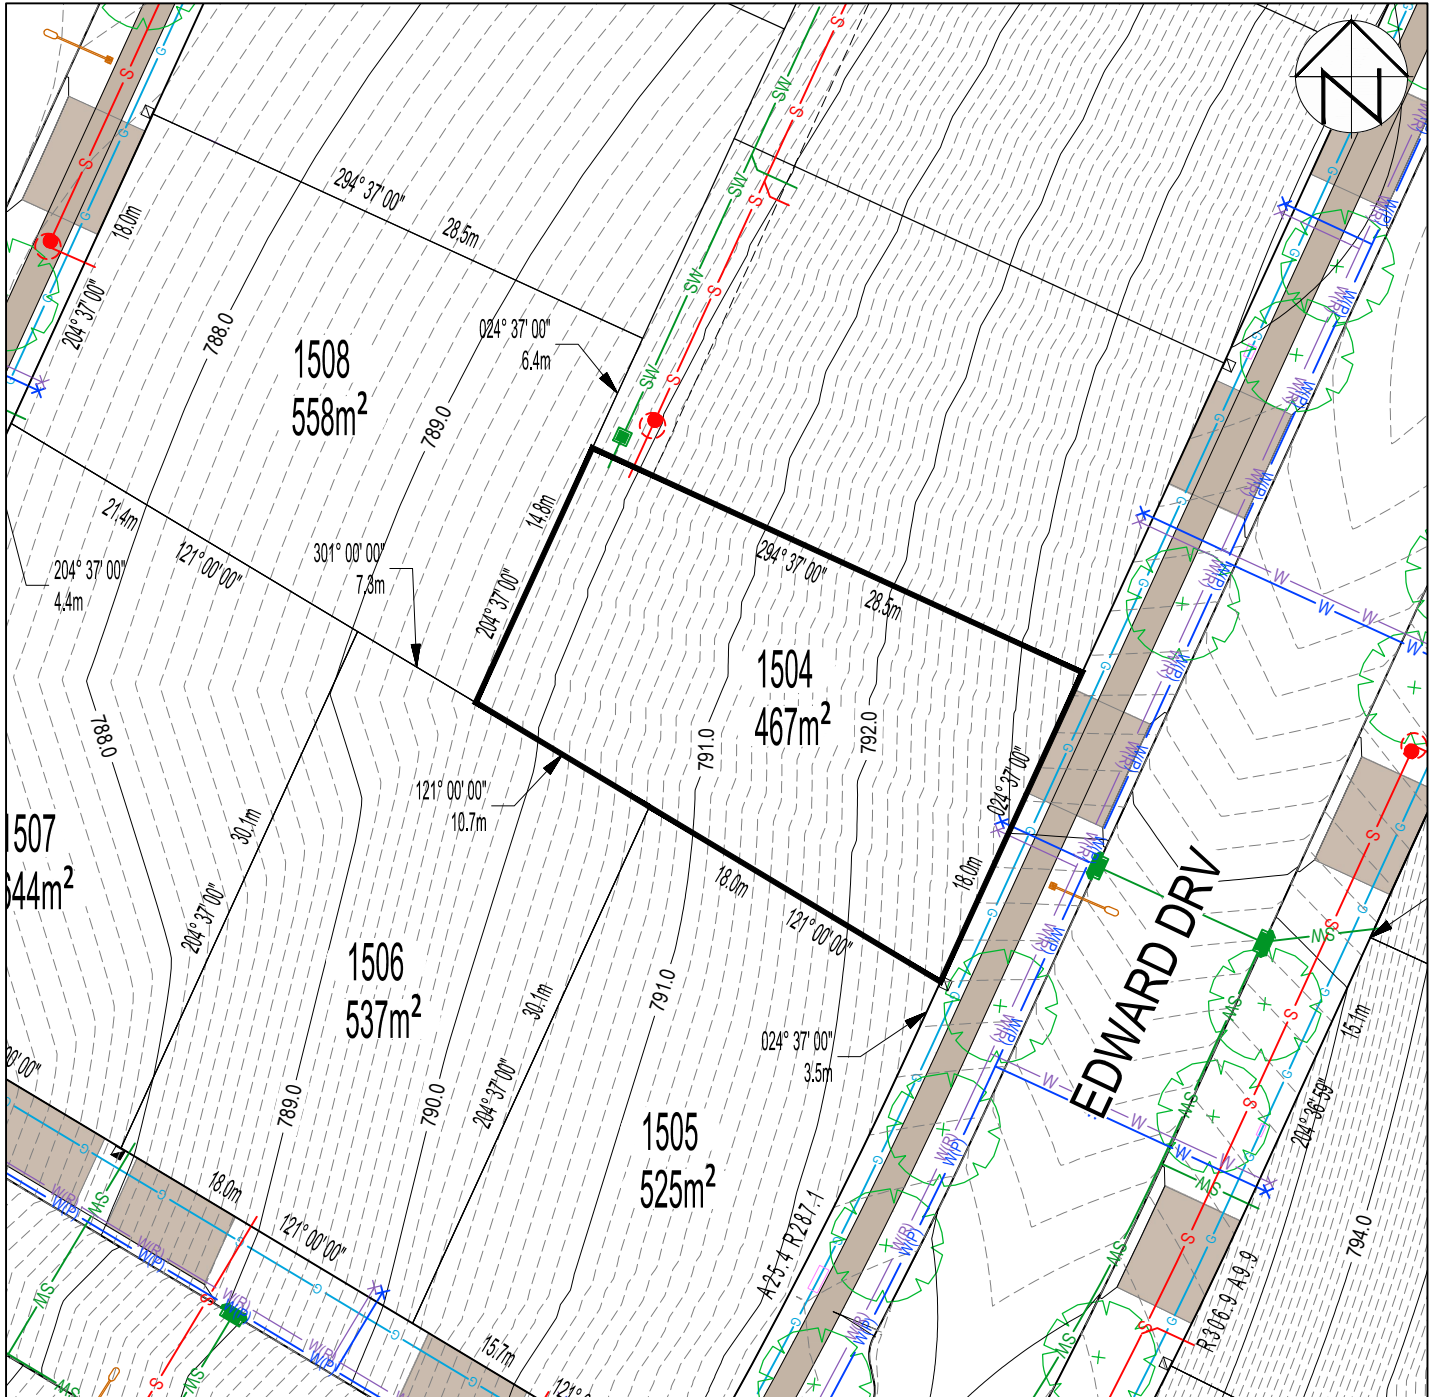 N
294° 37' 00"
28.5m
18.0m
204° 37' 00"
788.0
1508
558m²
789.0
024° 37' 00"
6.4m
SW
S
G
W(R)
W(P)
21.4m
121° 00' 00"
204° 37' 00"
4.4m
301° 00' 00"
7.3m
14.8m
204° 37' 00"
294° 37' 00"
28.5m
1504
467m²
791.0
792.0
024° 37' 00"
18.0m
W
W
788.0
121° 00' 00"
10.7m
18.0m
121° 00' 00"
30.1m
204° 37' 00"
1507
644m²
1506
537m²
30.1m
204° 37' 00"
791.0
024° 37' 00"
3.5m
EDWARD DRV
15.1m
204° 36' 59"
789.0
790.0
1505
525m²
00' 00"
18.0m
121° 00' 00"
A25.4 R287.1
R306.9 A9.9
794.0
15.7m